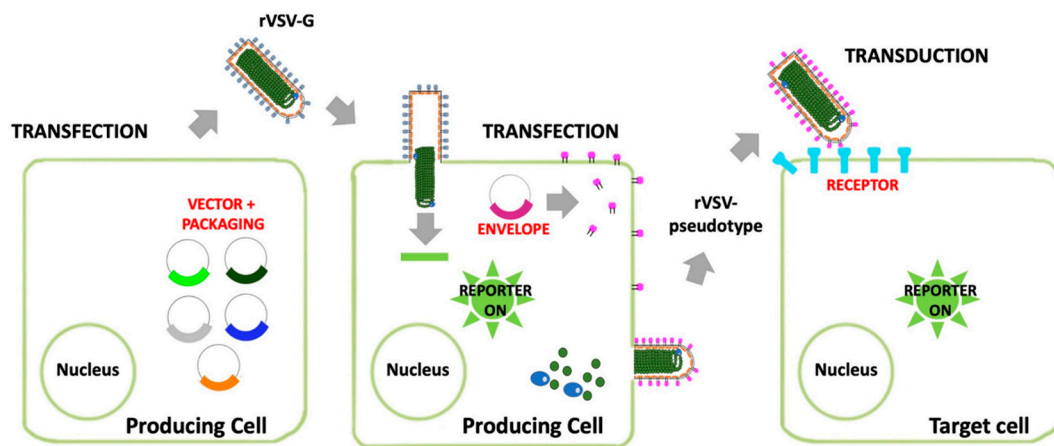 rVSV-G
TRANSFECTION
VECTOR +
PACKAGING
Nucleus
Producing Cell
TRANSFECTION
ENVELOPE
REPORTER
ON
Nucleus
Producing Cell
rVSV-
pseudotype
TRANSDUCTION
RECEPTOR
REPORTER
ON
Nucleus
Target cell